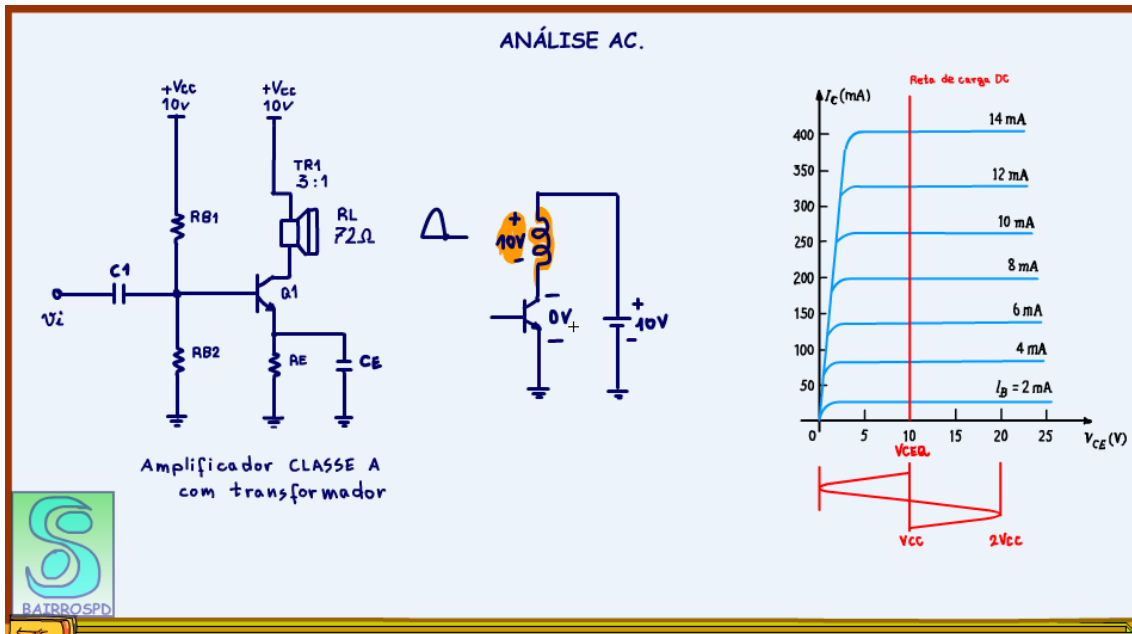 ANÁLISE AC.
+Vcc
10v
+Vcc
10v
TR1
3:1
RB1
RL
72Ω
C1
Vi
Q1
RB2
RE
CE
Amplificador CLASSE A
com transformador
+
10V
-
-
0V
-
+
10V
-
Reta de carga DC
IC (mA)
400
350
300
250
200
150
100
50
0
14 mA
12 mA
10 mA
8 mA
6 mA
4 mA
IB = 2 mA
5
10
15
20
25
VCE (V)
VCEQ
VCC
2VCC
BAIRROSPD